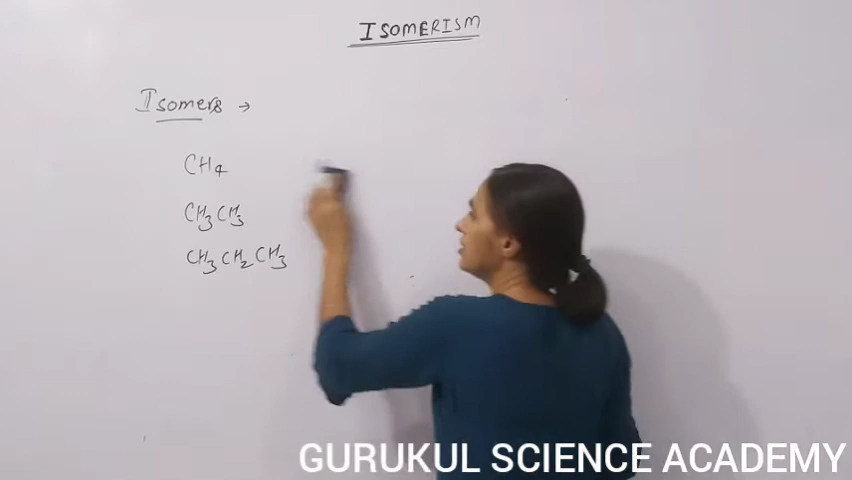 ISOMERISM
Isomers →
CH4
CH3CH3
CH3CH2CH3
GURUKUL SCIENCE ACADEMY